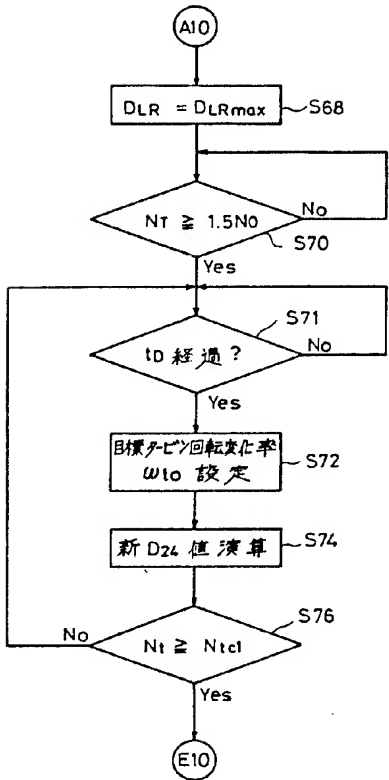 A10
DLR = DLRmax
S68
NT ≧ 1.5N0
No
S70
Yes
S71
tD 経過?
No
Yes
目標タービン回転変化率
ωt0 設定
S72
新 D24 値演算
S74
S76
No
Nt ≧ Ntc1
Yes
E10